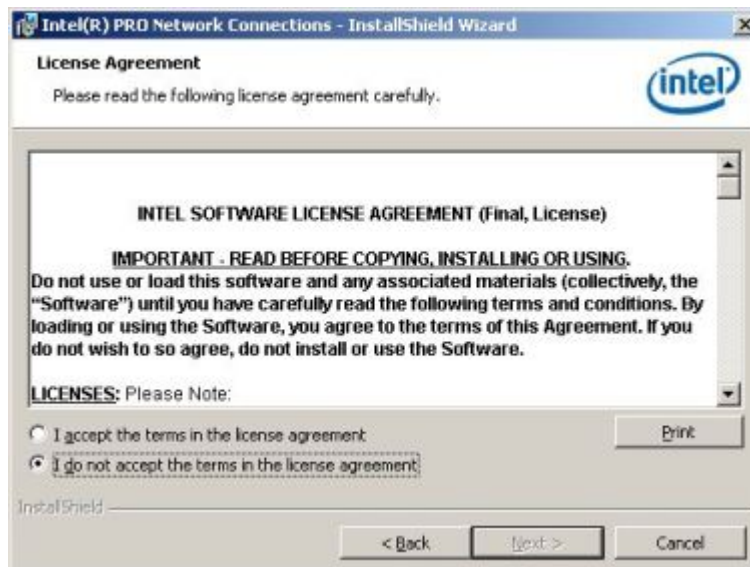 Intel(R) PRO Network Connections - InstallShield Wizard
License Agreement
Please read the following license agreement carefully.
intel
INTEL SOFTWARE LICENSE AGREEMENT (Final, License)
IMPORTANT - READ BEFORE COPYING, INSTALLING OR USING.
Do not use or load this software and any associated materials (collectively, the
“Software”) until you have carefully read the following terms and conditions. By
loading or using the Software, you agree to the terms of this Agreement. If you
do not wish to so agree, do not install or use the Software.
LICENSES: Please Note:
I accept the terms in the license agreement
Print
I do not accept the terms in the license agreement
InstallShield
< Back
Next >
Cancel